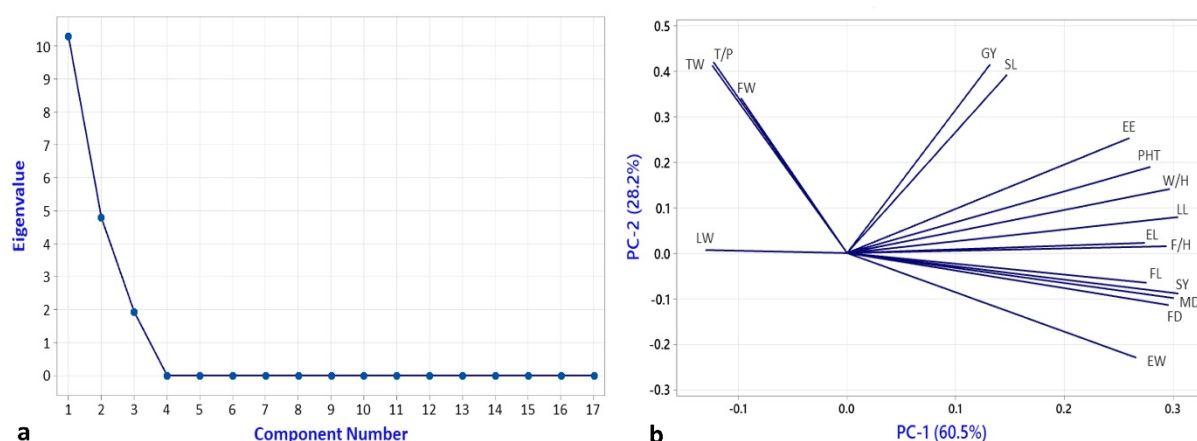 10
9
8
7
6
5
4
3
2
1
0
Eigenvalue
1 2 3 4 5 6 7 8 9 10 11 12 13 14 15 16 17
Component Number
a
0.5
0.4
0.3
0.2
0.1
0.0
-0.1
-0.2
-0.3
PC-2 (28.2%)
T/P
TW
FW
GY
SL
EE
PHT
W/H
LL
EL
F/H
LW
FL
SY
MD
FD
EW
-0.1 0.0 0.1 0.2 0.3
PC-1 (60.5%)
b